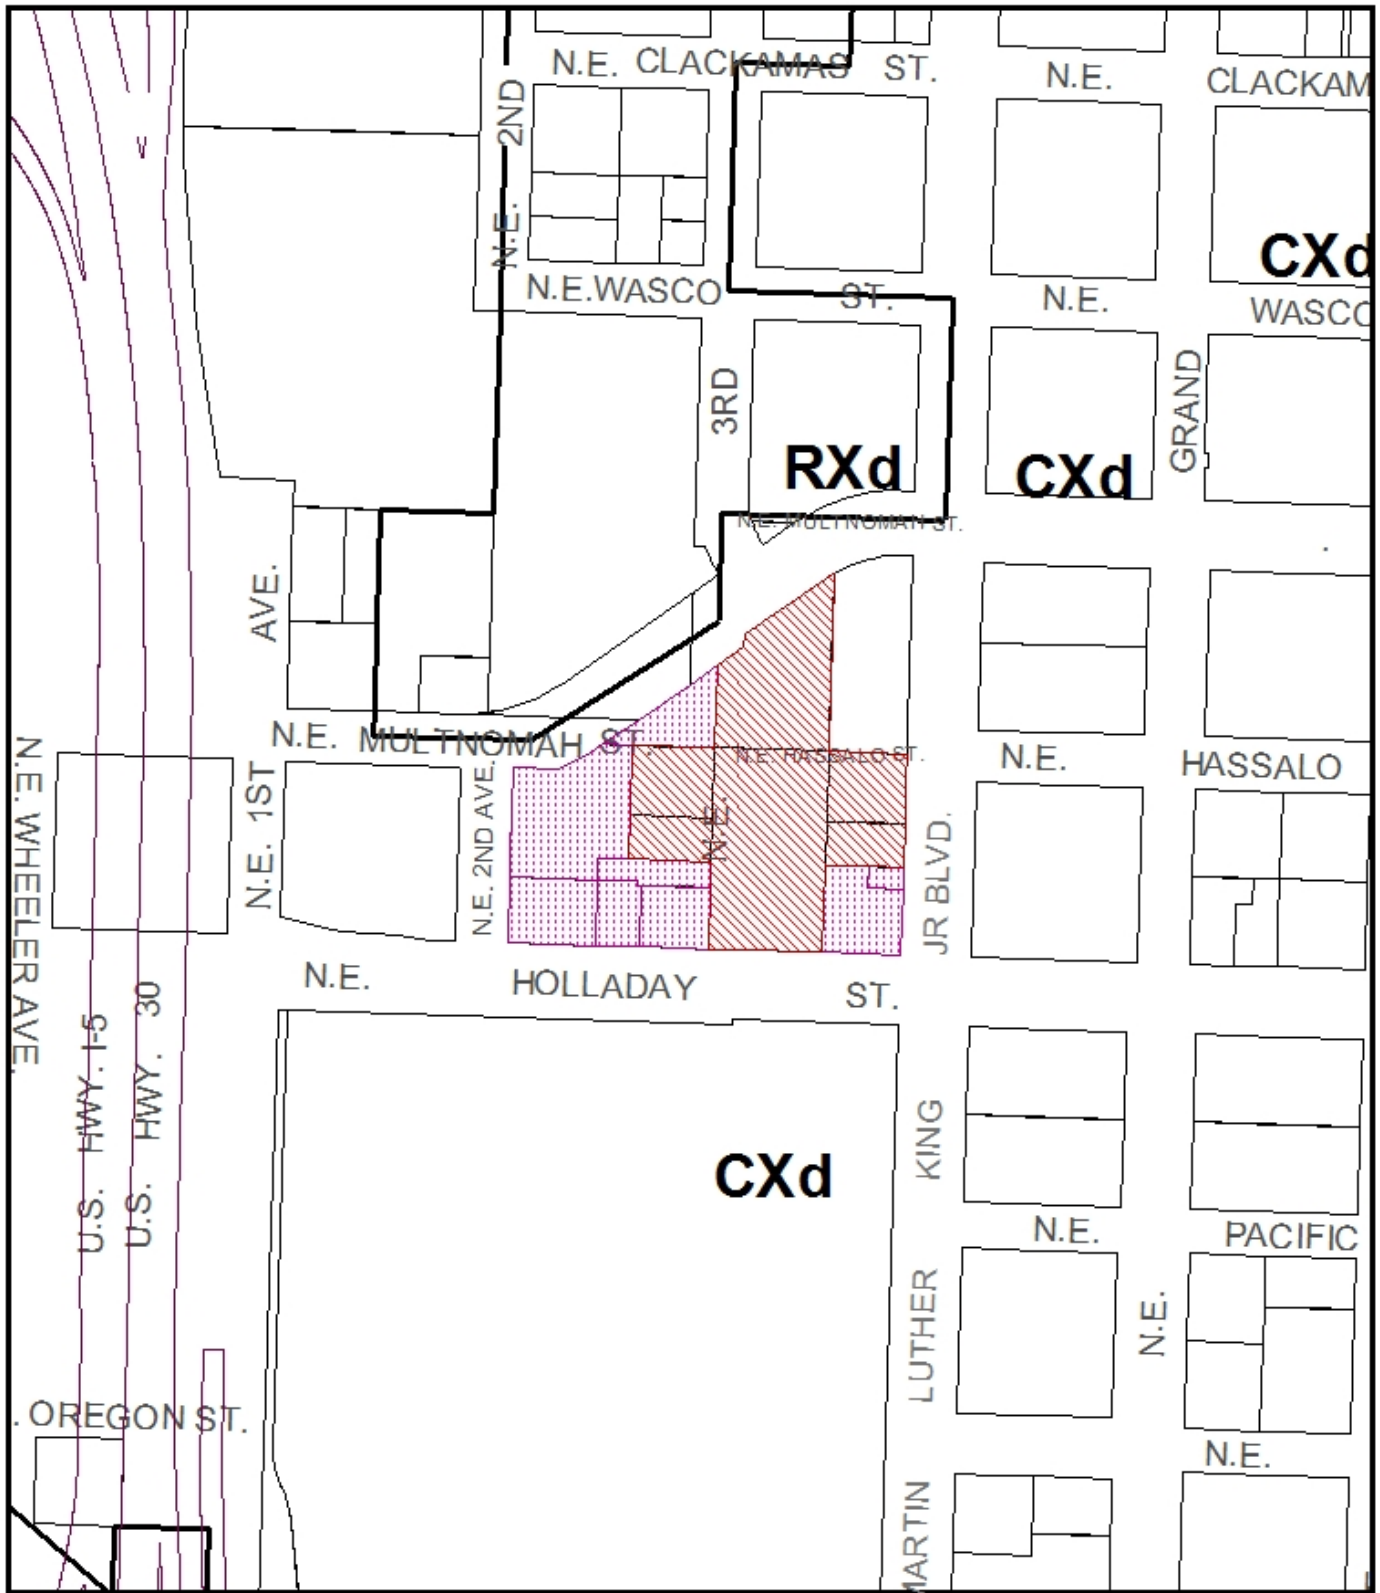 N.E. CLACKAMAS ST.
N.E.
CLACKAM
N.E. 2ND
CXd
N.E. WASCO ST.
N.E.
WASCO
3RD
GRAND
RXd
CXd
N.E. MULTNOMAH ST.
AVE.
N.E. MULTNOMAH ST.
N.E. HASSALO ST.
N.E.
HASSALO
N.E. WHEELER AVE.
N.E. 1ST
N.E. 2ND AVE.
N.E.
JR BLVD.
N.E. HOLLADAY ST.
U.S. HWY. I-5
U.S. HWY. 30
KING
CXd
N.E.
PACIFIC
LUTHER
N.E.
. OREGON ST.
N.E.
MARTIN